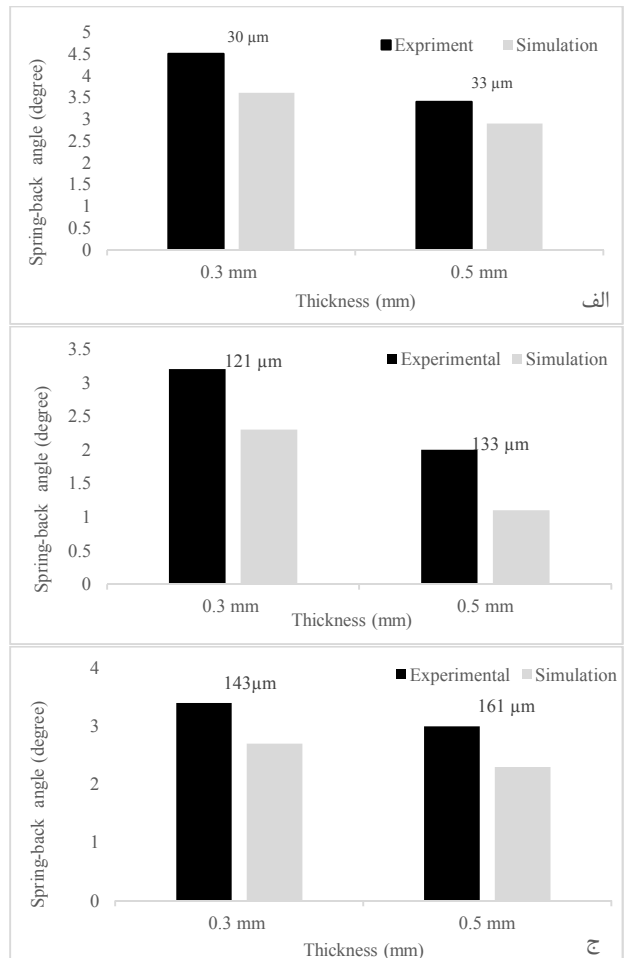 5
4.5
4
3.5
3
2.5
2
1.5
1
0.5
0
Spring-back angle (degree)
30 µm
33 µm
Expriment Simulation
0.3 mm 0.5 mm
Thickness (mm)
الف
3.5
3
2.5
2
1.5
1
0.5
0
Spring-back angle (degree)
121 µm
133 µm
Experimental Simulation
0.3 mm 0.5 mm
Thickness (mm)
4
3
2
1
0
Spring-back angle (degree)
143µm
161 µm
Experimental Simulation
0.3 mm 0.5 mm
Thickness (mm)
ج